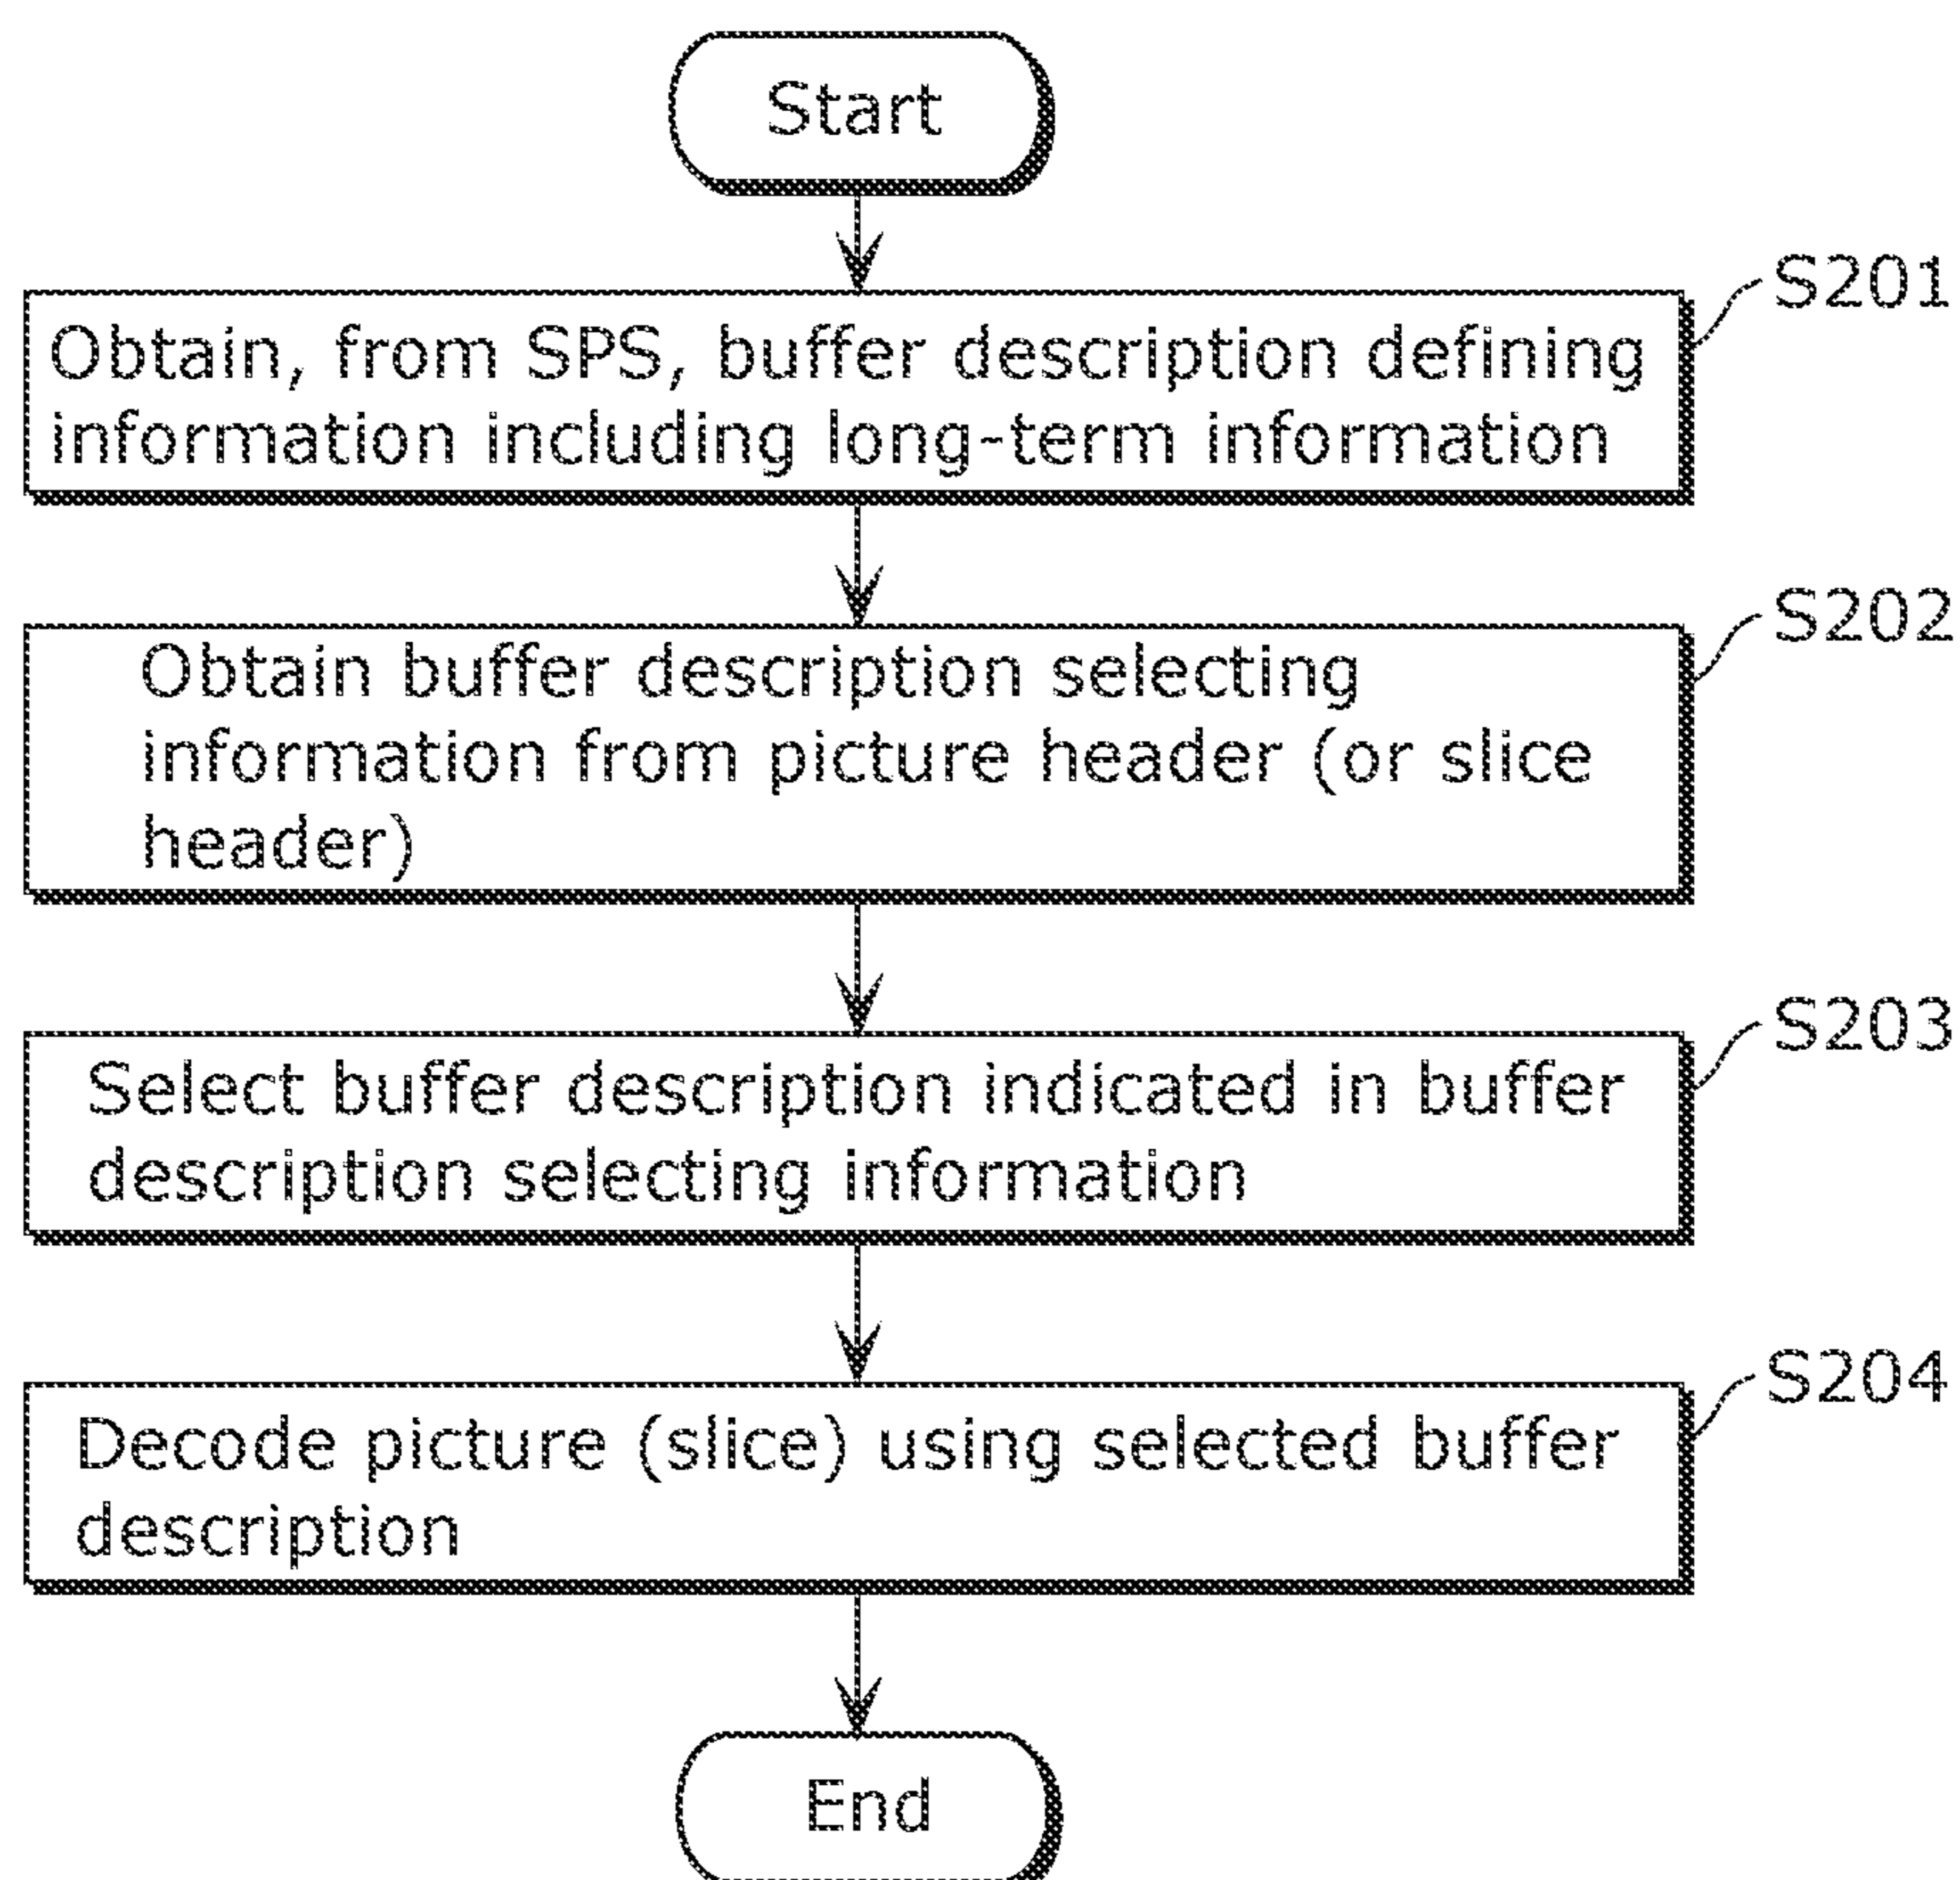 Start
S201
Obtain, from SPS, buffer description defining
information including long-term information
S202
Obtain buffer description selecting
information from picture header (or slice
header)
S203
Select buffer description indicated in buffer
description selecting information
S204
Decode picture (slice) using selected buffer
description
End